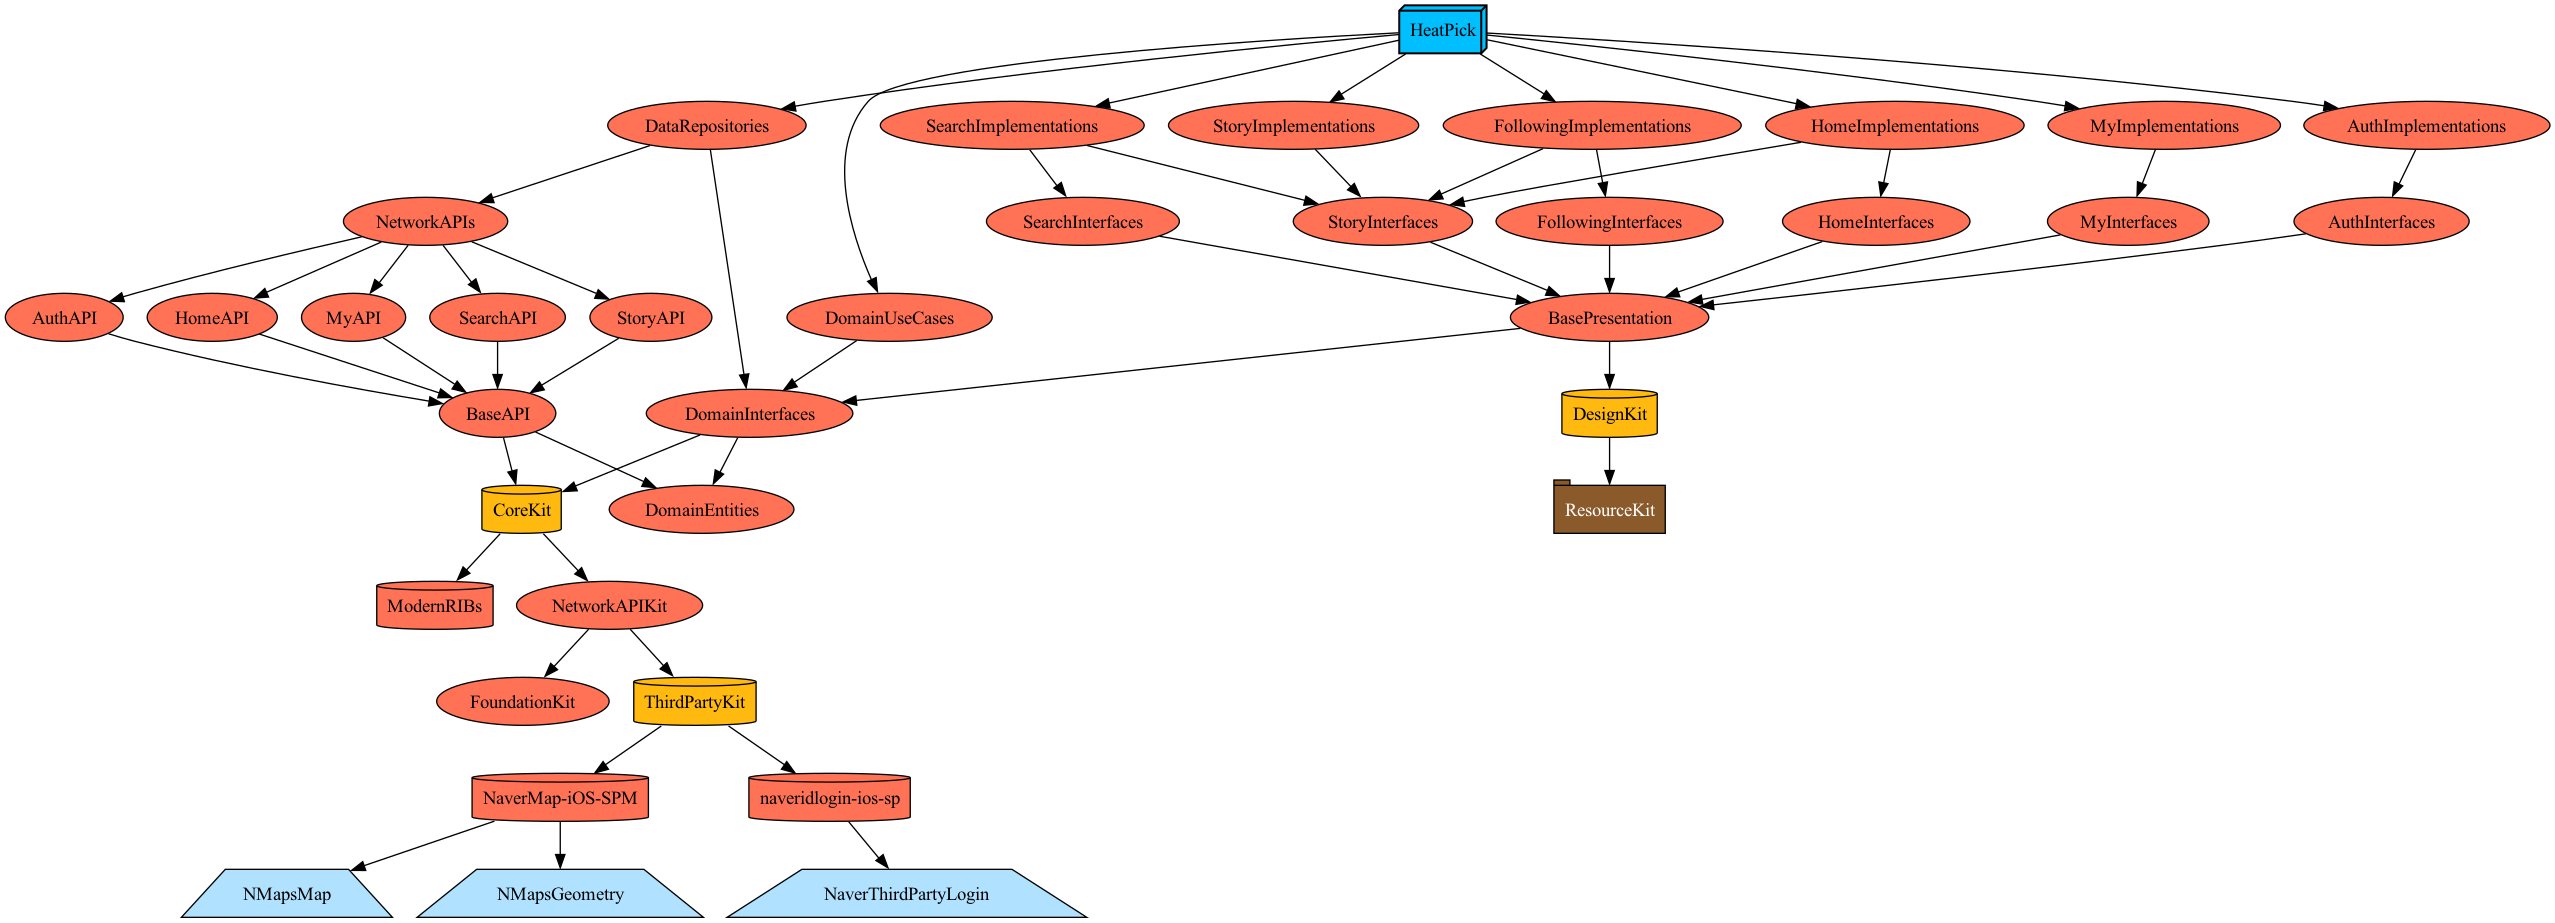 HeatPick
DataRepositories
SearchImplementations
StoryImplementations
FollowingImplementations
HomeImplementations
MyImplementations
AuthImplementations
NetworkAPIs
SearchInterfaces
StoryInterfaces
FollowingInterfaces
HomeInterfaces
MyInterfaces
AuthInterfaces
AuthAPI
HomeAPI
MyAPI
SearchAPI
StoryAPI
DomainUseCases
BasePresentation
BaseAPI
DomainInterfaces
DesignKit
CoreKit
DomainEntities
ResourceKit
ModernRIBs
NetworkAPIKit
FoundationKit
ThirdPartyKit
NaverMap-iOS-SPM
naveridlogin-ios-sp
NMapsMap
NMapsGeometry
NaverThirdPartyLogin